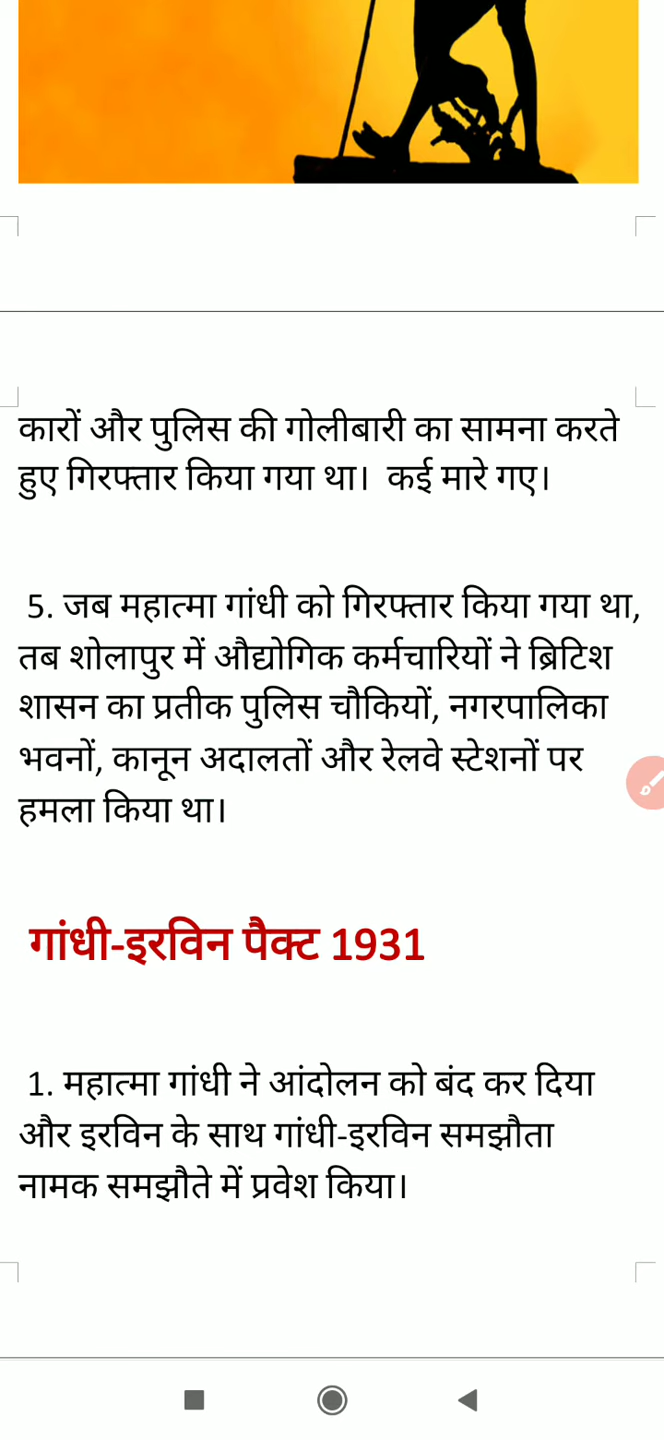 कारों और पुलिस की गोलीबारी का सामना करते
हुए गिरफ्तार किया गया था। कई मारे गए।
5. जब महात्मा गांधी को गिरफ्तार किया गया था,
तब शोलापुर में औद्योगिक कर्मचारियों ने ब्रिटिश
शासन का प्रतीक पुलिस चौकियों, नगरपालिका
भवनों, कानून अदालतों और रेलवे स्टेशनों पर
हमला किया था।
गांधी-इरविन पैक्ट 1931
1. महात्मा गांधी ने आंदोलन को बंद कर दिया
और इरविन के साथ गांधी-इरविन समझौता
नामक समझौते में प्रवेश किया।